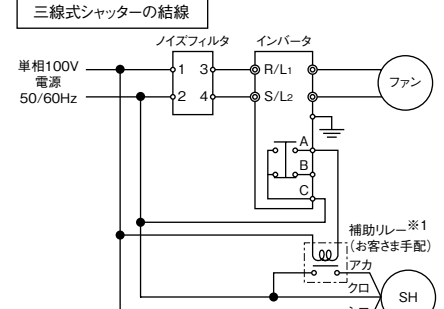 三線式シャッターの結線
ノイズフィルタ
インバータ
単相100V
電源
50/60Hz
1
3
2
4
R/L1
S/L2
ファン
A
B
C
補助リレー※1
(お客さま手配)
アカ
クロ
SH